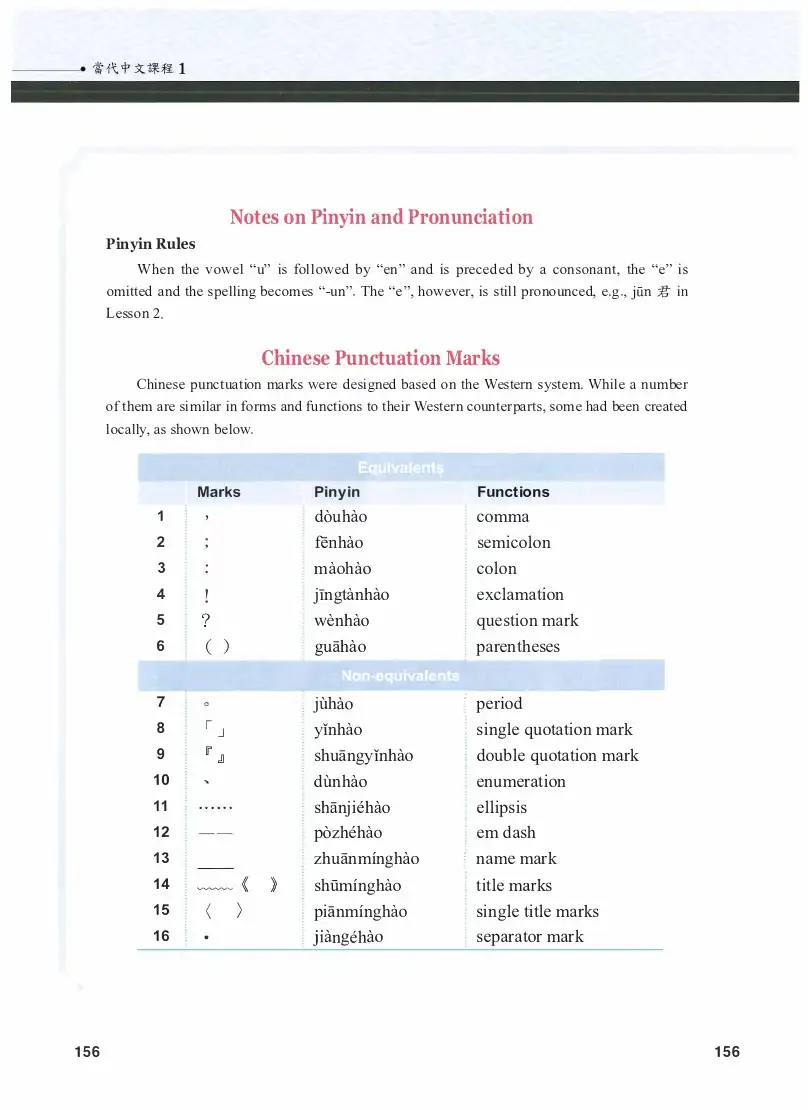 當代中文課程 1
Notes on Pinyin and Pronunciation
Pinyin Rules
When the vowel “u” is followed by “en” and is preceded by a consonant, the “e” is
omitted and the spelling becomes “-un”. The “e”, however, is still pronounced, e.g., jūn 君 in
Lesson 2.
Chinese Punctuation Marks
Chinese punctuation marks were designed based on the Western system. While a number
of them are similar in forms and functions to their Western counterparts, some had been created
locally, as shown below.
Equivalents
Marks Pinyin Functions
1 ， dòuhào comma
2 ； fēnhào semicolon
3 ： màohào colon
4 ！ jīngtànhào exclamation
5 ？ wènhào question mark
6 （ ） guāhào parentheses
Non-equivalents
7 。 jùhào period
8 「 」 yǐnhào single quotation mark
9 『 』 shuāngyǐnhào double quotation mark
10 、 dùnhào enumeration
11 …… shānjiéhào ellipsis
12 —— pòzhéhào em dash
13 ____ zhuānmínghào name mark
14 ﹏﹏ 《 》 shūmínghào title marks
15 〈 〉 piānmínghào single title marks
16 • jiàngéhào separator mark
156 156